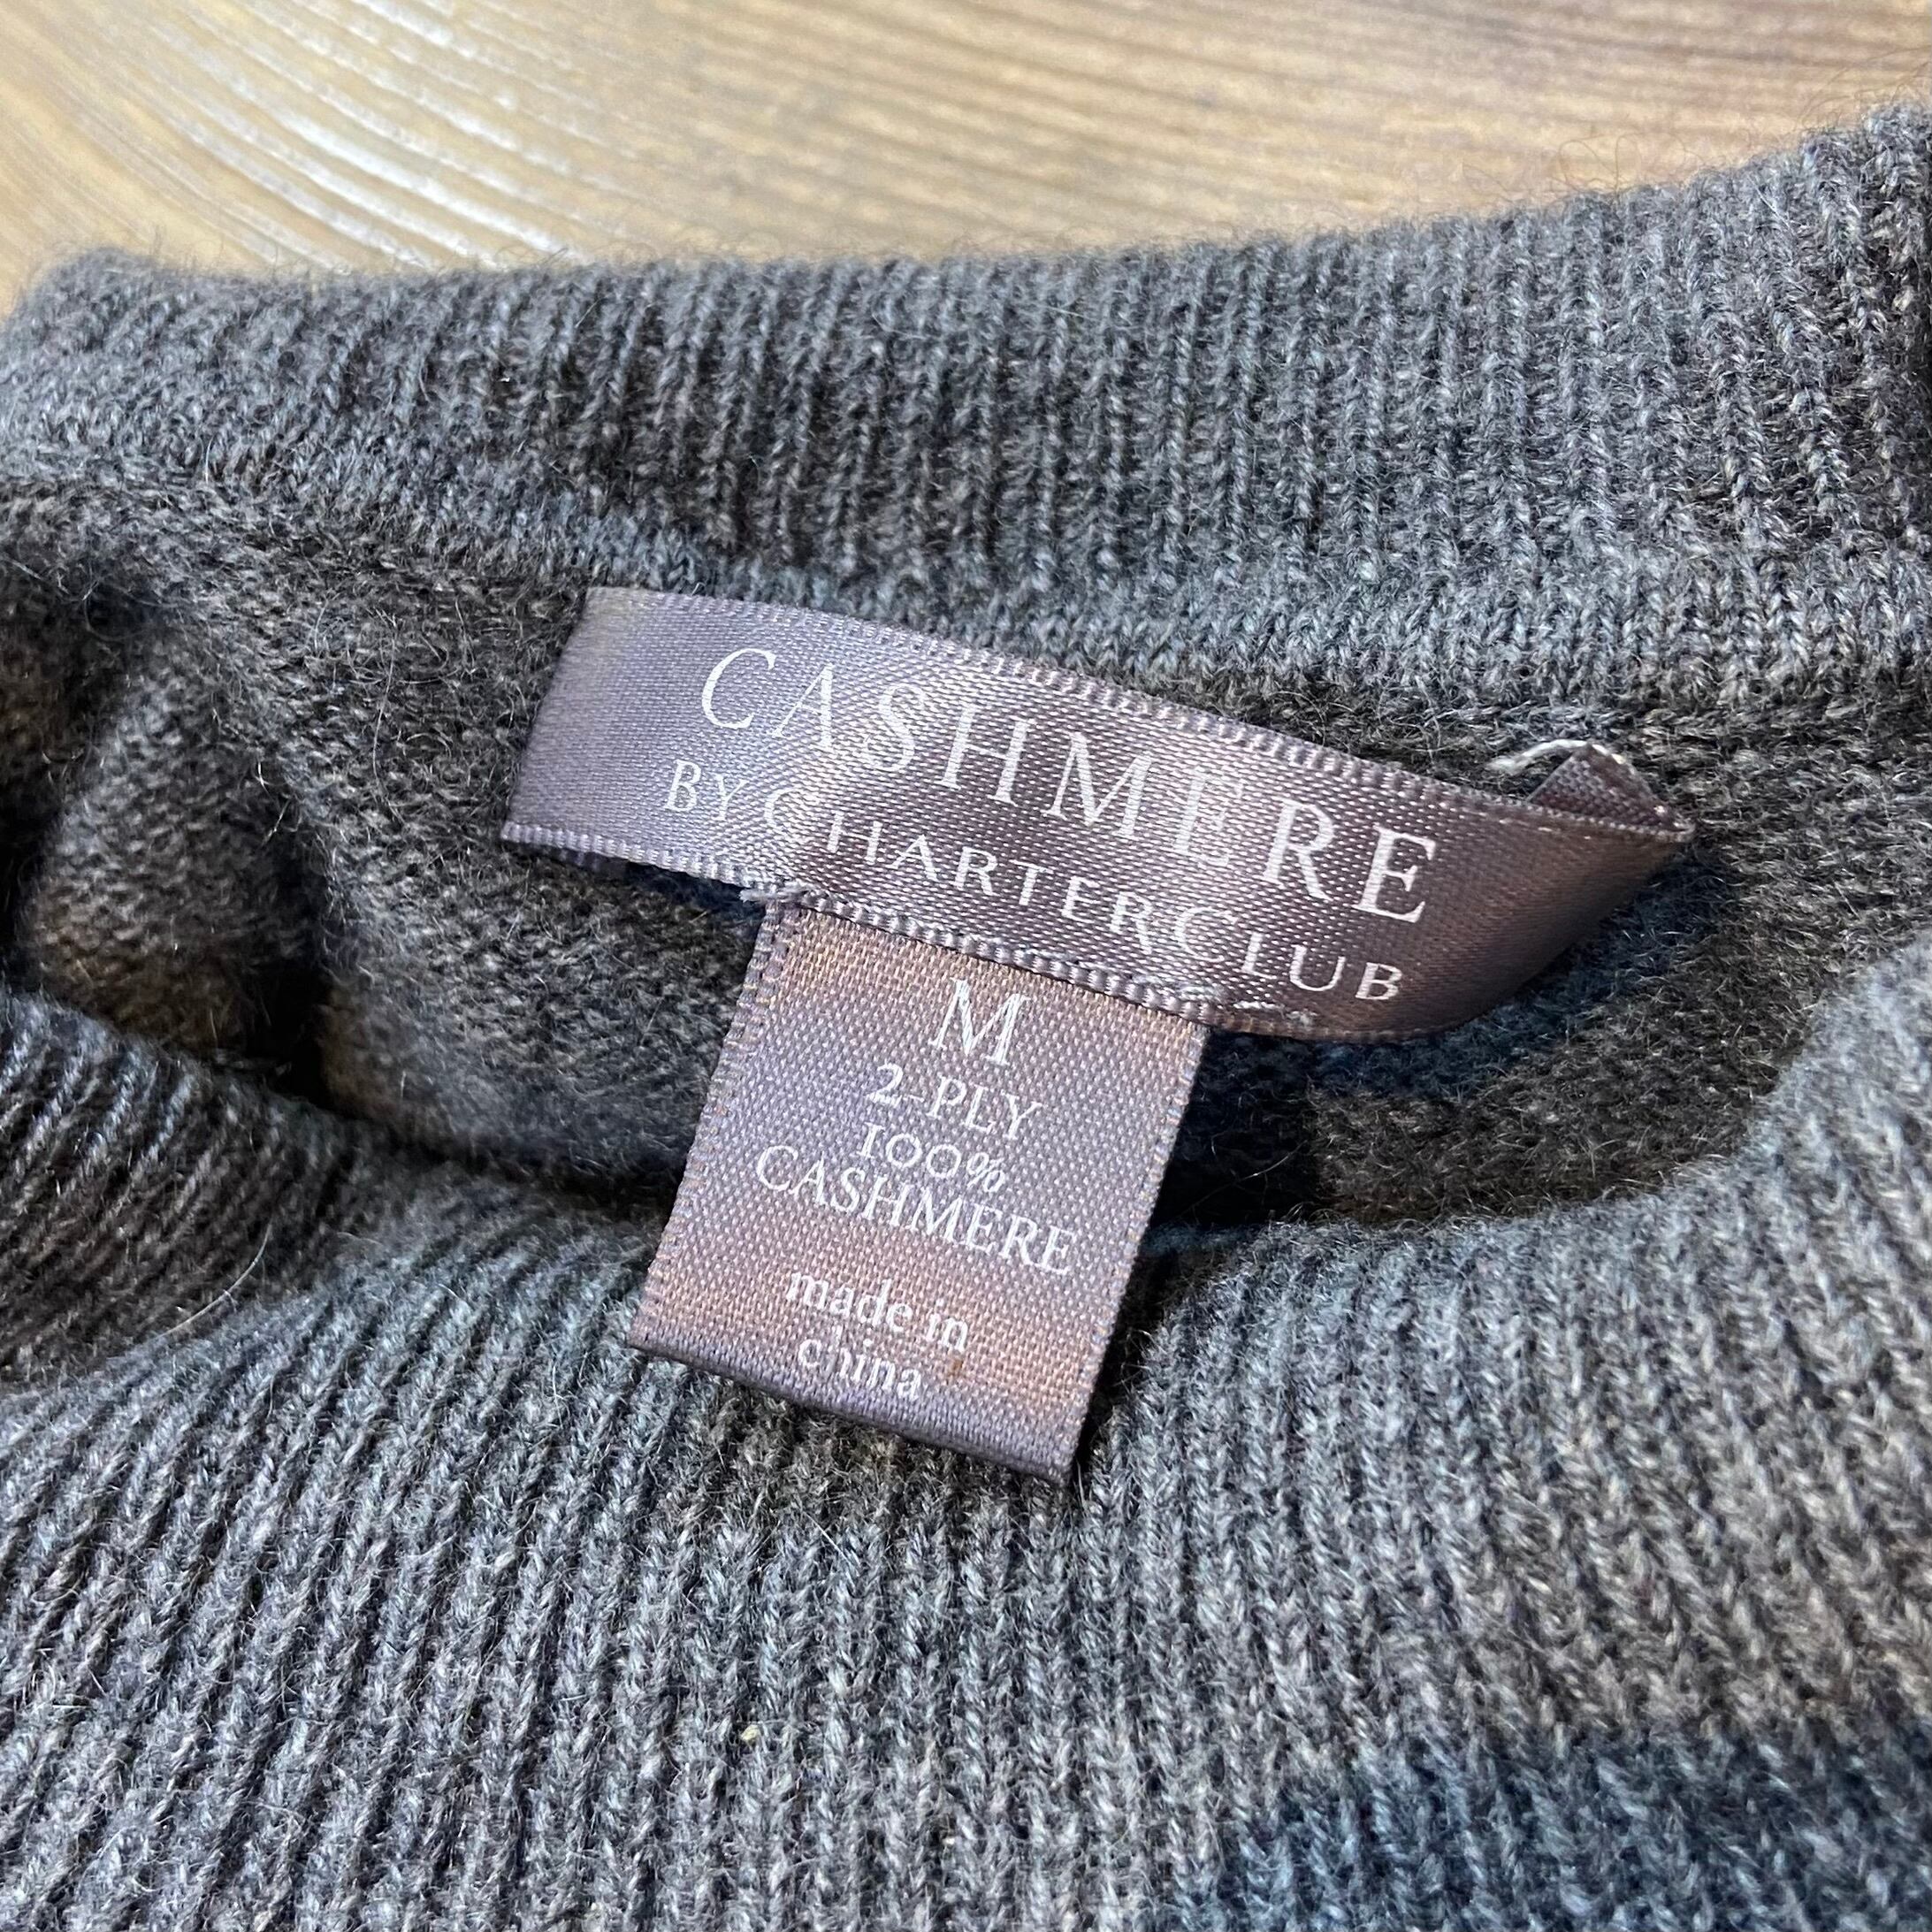 CASHMERE
BY CHARTER CLUB
M
2-PLY
100%
CASHMERE
made in
china